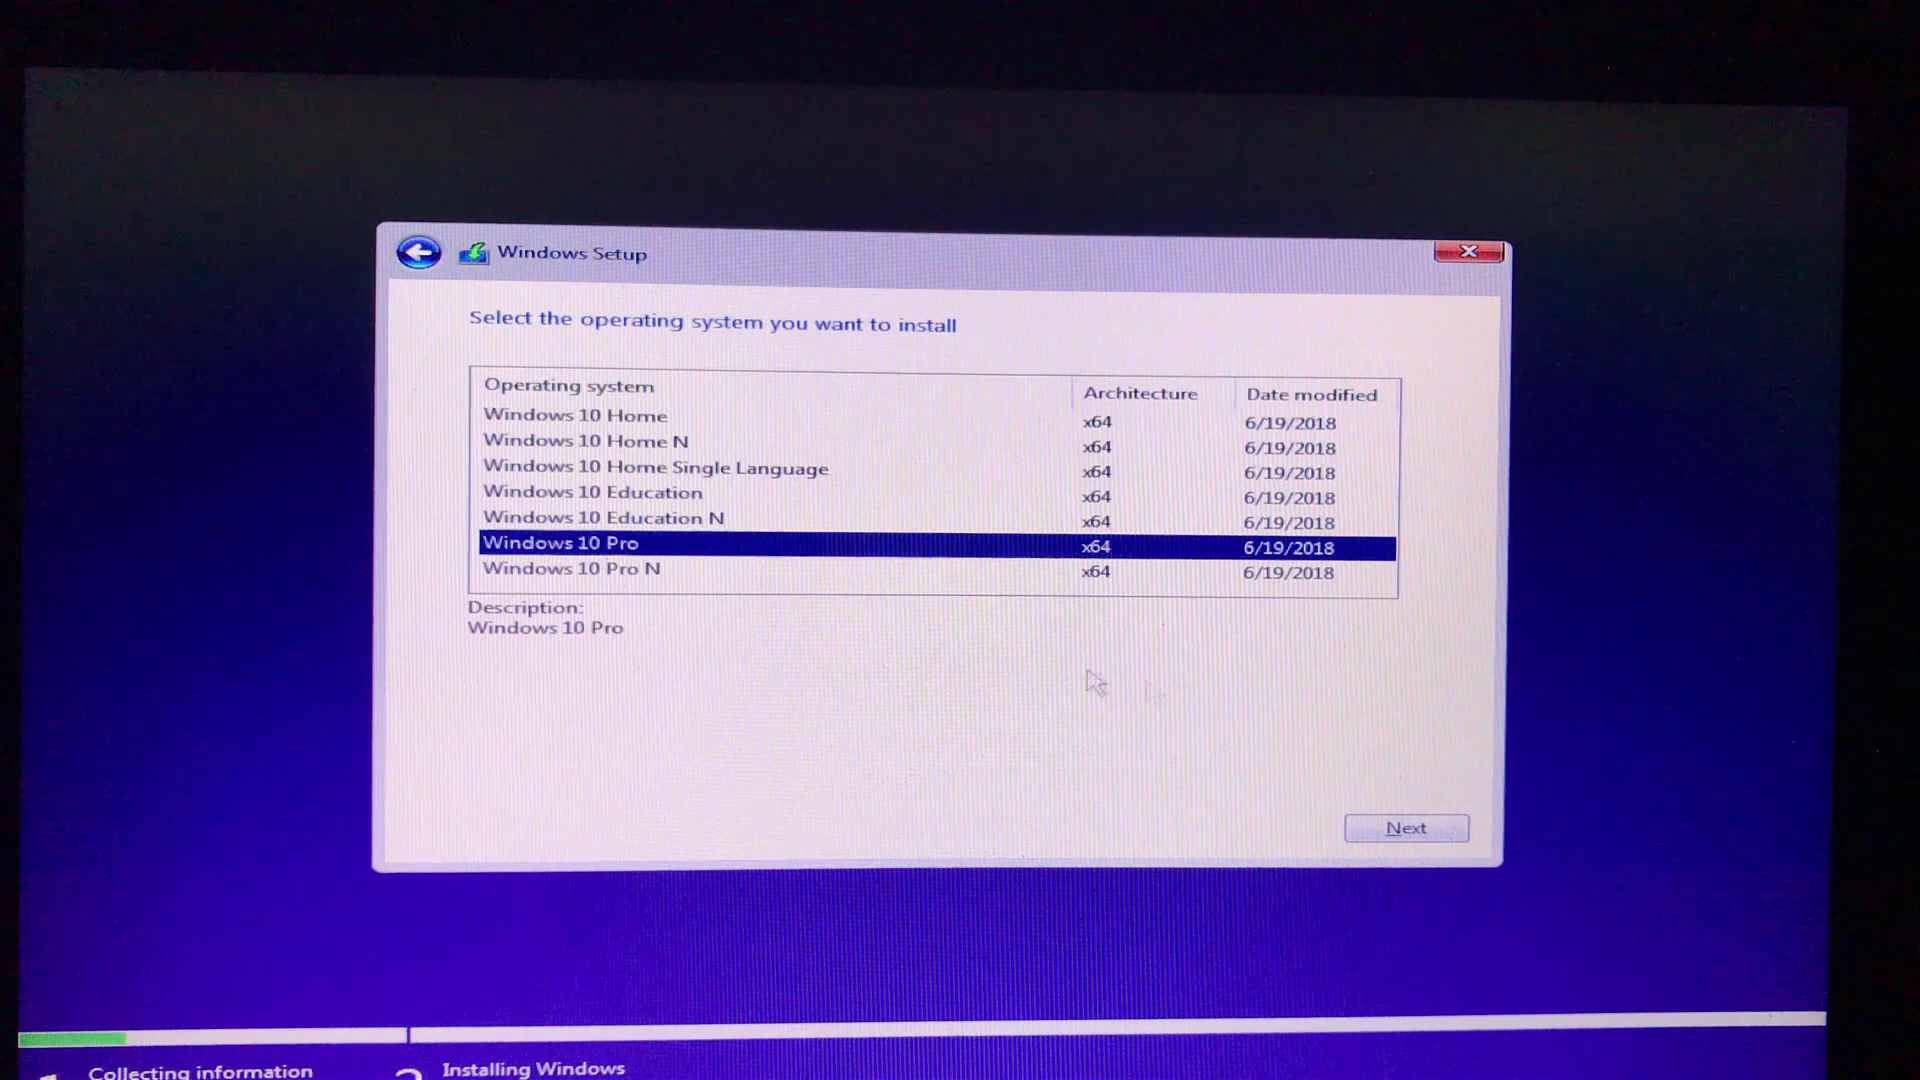 Windows Setup
Select the operating system you want to install
Operating system Architecture Date modified
Windows 10 Home x64 6/19/2018
Windows 10 Home N x64 6/19/2018
Windows 10 Home Single Language x64 6/19/2018
Windows 10 Education x64 6/19/2018
Windows 10 Education N x64 6/19/2018
Windows 10 Pro x64 6/19/2018
Windows 10 Pro N x64 6/19/2018
Description:
Windows 10 Pro
Next
Collecting information
Installing Windows